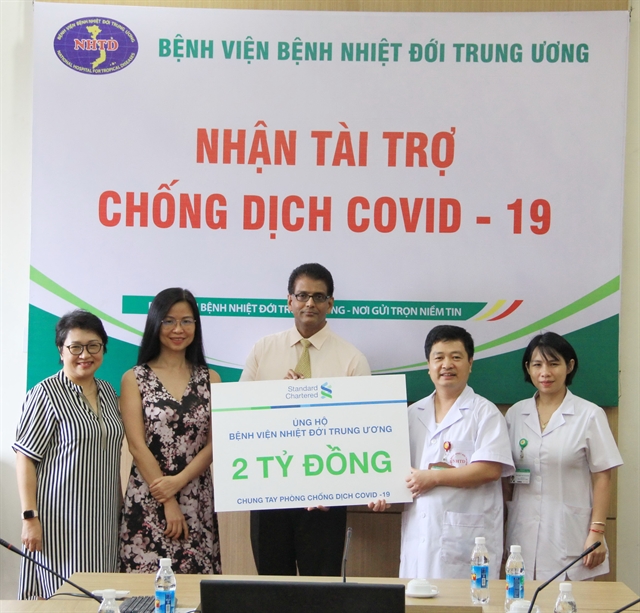 BỆNH VIỆN BỆNH NHIỆT ĐỚI TRUNG ƯƠNG
NHTD
NHẬN TÀI TRỢ
CHỐNG DỊCH COVID - 19
BỆNH NHIỆT ĐỚI - NƠI GỬI TRỌN NIỀM TIN
Standard
Chartered
ỦNG HỘ
BỆNH VIỆN NHIỆT ĐỚI TRUNG ƯƠNG
2 TỶ ĐỒNG
CHUNG TAY PHÒNG CHỐNG DỊCH COVID -19